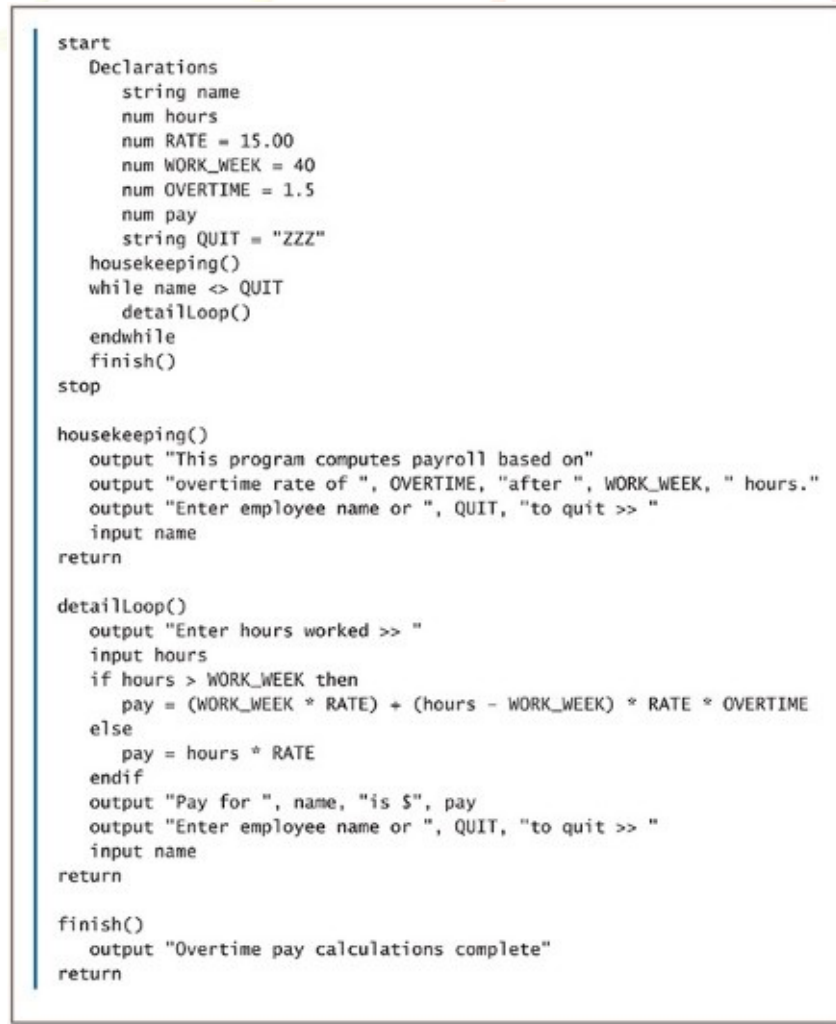 start
Declarations
string name
num hours
num RATE = 15.00
num WORK_WEEK = 40
num OVERTIME = 1.5
num pay
string QUIT = "ZZZ"
housekeeping()
while name <> QUIT
detailLoop()
endwhile
finish()
stop
housekeeping()
output "This program computes payroll based on"
output "overtime rate of ", OVERTIME, "after ", WORK_WEEK, " hours."
output "Enter employee name or ", QUIT, "to quit >> "
input name
return
detailLoop()
output "Enter hours worked >> "
input hours
if hours > WORK_WEEK then
pay = (WORK_WEEK * RATE) + (hours - WORK_WEEK) * RATE * OVERTIME
else
pay = hours * RATE
endif
output "Pay for ", name, "is $", pay
output "Enter employee name or ", QUIT, "to quit >> "
input name
return
finish()
output "Overtime pay calculations complete"
return